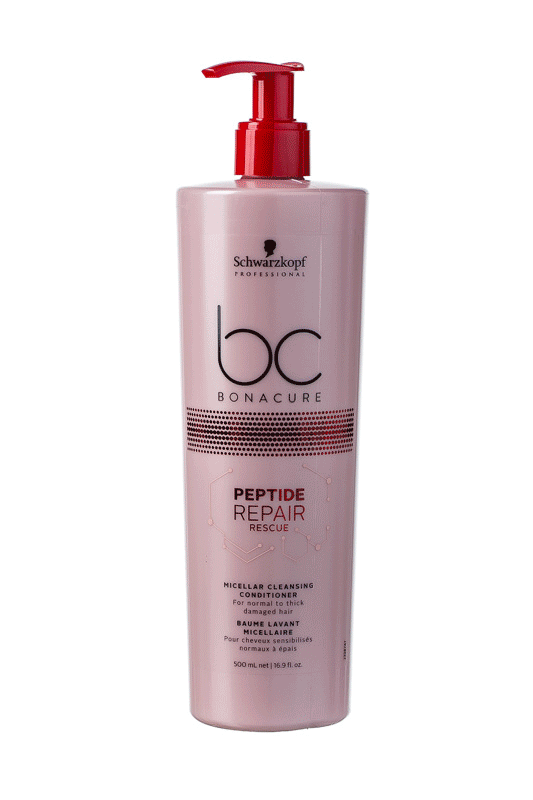 Schwarzkopf
PROFESSIONAL
bc
BONACURE
PEPTIDE
REPAIR
RESCUE
MICELLAR CLEANSING
CONDITIONER
For normal to thick
damaged hair
BAUME LAVANT
MICELLAIRE
Pour cheveux sensibilisés
normaux à épais
500 mL net | 16.9 fl. oz.